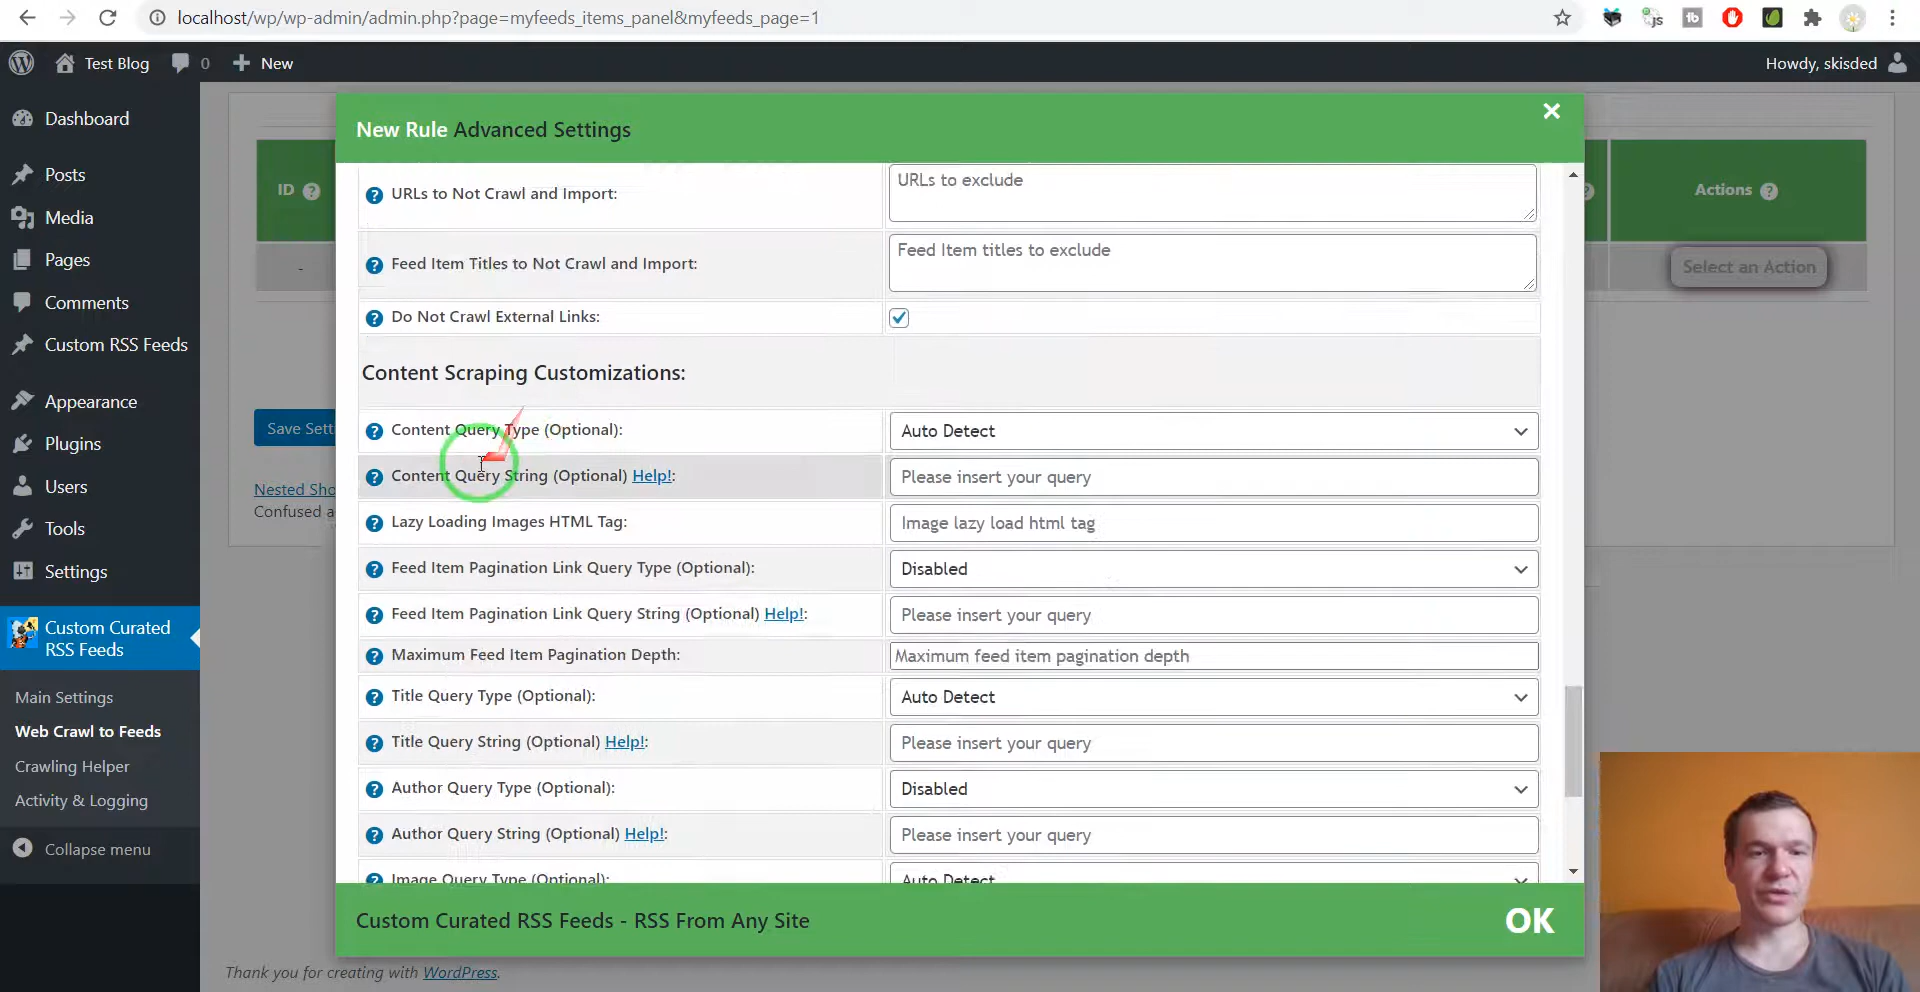 localhost/wp/wp-admin/admin.php?page=myfeeds_items_panel&myfeeds_page=1
Test Blog
0
New
Howdy, skisded
Dashboard
Posts
Media
Pages
Comments
Custom RSS Feeds
Appearance
Plugins
Users
Tools
Settings
Custom Curated
RSS Feeds
Main Settings
Web Crawl to Feeds
Crawling Helper
Activity & Logging
Collapse menu
ID
-
Actions
Select an Action
Save Sett
Nested Sho
Confused a
New Rule Advanced Settings
URLs to Not Crawl and Import:
URLs to exclude
Feed Item Titles to Not Crawl and Import:
Feed Item titles to exclude
Do Not Crawl External Links:
Content Scraping Customizations:
Content Query Type (Optional):
Auto Detect
Content Query String (Optional) Help!:
Please insert your query
Lazy Loading Images HTML Tag:
Image lazy load html tag
Feed Item Pagination Link Query Type (Optional):
Disabled
Feed Item Pagination Link Query String (Optional) Help!:
Please insert your query
Maximum Feed Item Pagination Depth:
Maximum feed item pagination depth
Title Query Type (Optional):
Auto Detect
Title Query String (Optional) Help!:
Please insert your query
Author Query Type (Optional):
Disabled
Author Query String (Optional) Help!:
Please insert your query
Image Query Type (Optional):
Auto Detect
Custom Curated RSS Feeds - RSS From Any Site
OK
Thank you for creating with WordPress.